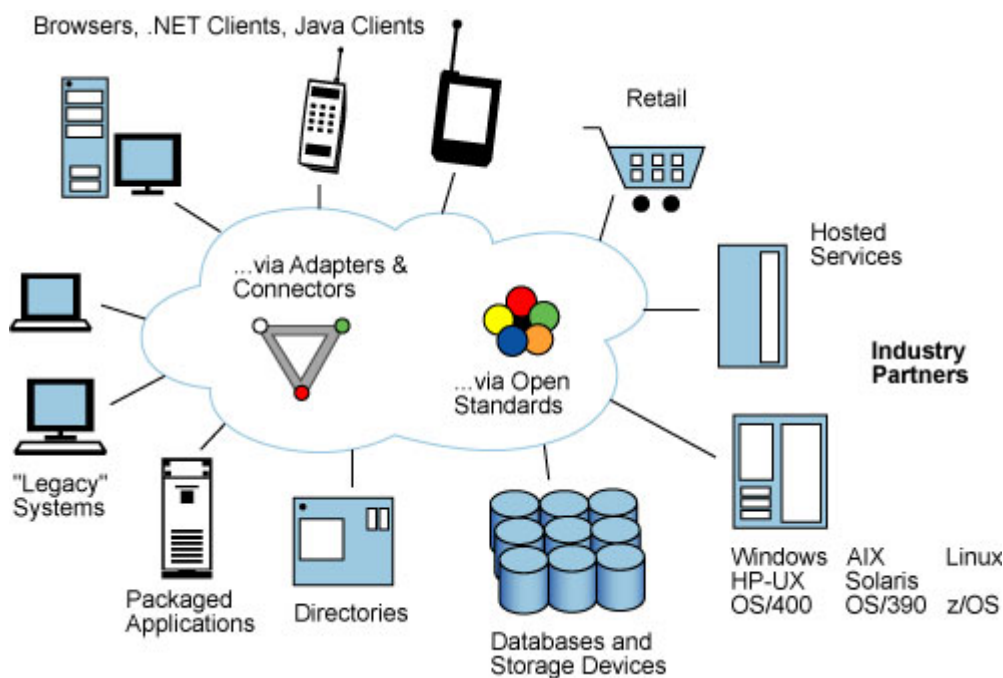 Browsers, .NET Clients, Java Clients
Retail
Hosted
Services
...via Adapters &
Connectors
Industry
Partners
...via Open
Standards
"Legacy"
Systems
Packaged
Applications
Directories
Databases and
Storage Devices
Windows AIX Linux
HP-UX Solaris
OS/400 OS/390 z/OS